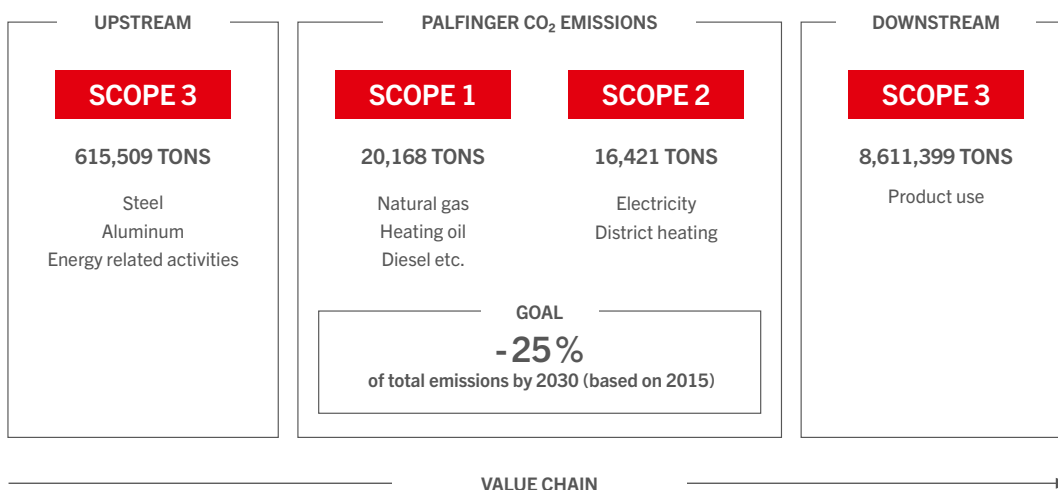 UPSTREAM
SCOPE 3
615,509 TONS
Steel
Aluminum
Energy related activities
PALFINGER CO₂ EMISSIONS
SCOPE 1
20,168 TONS
Natural gas
Heating oil
Diesel etc.
SCOPE 2
16,421 TONS
Electricity
District heating
GOAL
-25%
of total emissions by 2030 (based on 2015)
DOWNSTREAM
SCOPE 3
8,611,399 TONS
Product use
VALUE CHAIN